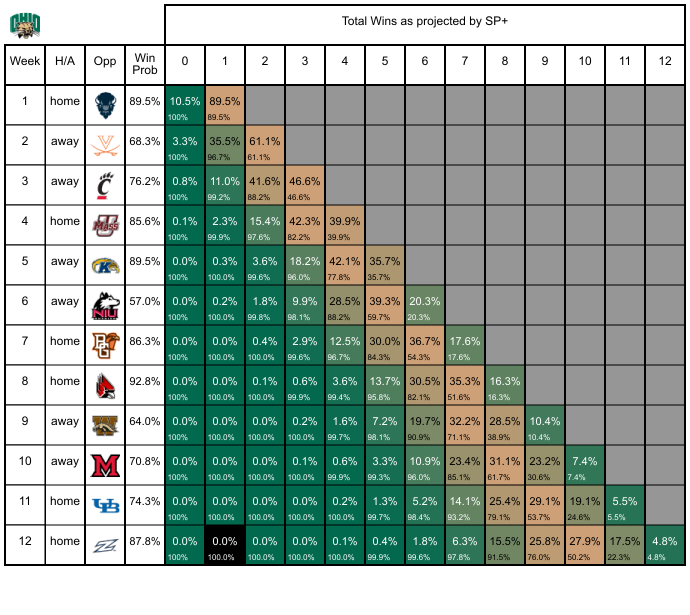 OHIO
Total Wins as projected by SP+
Week H/A Opp Win Prob 0 1 2 3 4 5 6 7 8 9 10 11 12
1 home 89.5% 10.5% 89.5%
100% 89.5%
2 away 68.3% 3.3% 35.5% 61.1%
100% 96.7% 61.1%
3 away C 76.2% 0.8% 11.0% 41.6% 46.6%
100% 99.2% 88.2% 46.6%
4 home Mass 85.6% 0.1% 2.3% 15.4% 42.3% 39.9%
100% 99.9% 97.6% 82.2% 39.9%
5 away K 89.5% 0.0% 0.3% 3.6% 18.2% 42.1% 35.7%
100% 100.0% 99.6% 96.0% 77.8% 35.7%
6 away NIU 57.0% 0.0% 0.2% 1.8% 9.9% 28.5% 39.3% 20.3%
100% 100.0% 99.8% 98.1% 88.2% 59.7% 20.3%
7 home BG 86.3% 0.0% 0.0% 0.4% 2.9% 12.5% 30.0% 36.7% 17.6%
100% 100.0% 100.0% 99.6% 96.7% 84.3% 54.3% 17.6%
8 home 92.8% 0.0% 0.0% 0.1% 0.6% 3.6% 13.7% 30.5% 35.3% 16.3%
100% 100.0% 100.0% 99.9% 99.4% 95.8% 82.1% 51.6% 16.3%
9 away W 64.0% 0.0% 0.0% 0.0% 0.2% 1.6% 7.2% 19.7% 32.2% 28.5% 10.4%
100% 100.0% 100.0% 100.0% 99.7% 98.1% 90.9% 71.1% 38.9% 10.4%
10 away M 70.8% 0.0% 0.0% 0.0% 0.1% 0.6% 3.3% 10.9% 23.4% 31.1% 23.2% 7.4%
100% 100.0% 100.0% 100.0% 99.9% 99.3% 96.0% 85.1% 61.7% 30.6% 7.4%
11 home UB 74.3% 0.0% 0.0% 0.0% 0.0% 0.2% 1.3% 5.2% 14.1% 25.4% 29.1% 19.1% 5.5%
100% 100.0% 100.0% 100.0% 100.0% 99.7% 98.4% 93.2% 79.1% 53.7% 24.6% 5.5%
12 home Z 87.8% 0.0% 0.0% 0.0% 0.0% 0.1% 0.4% 1.8% 6.3% 15.5% 25.8% 27.9% 17.5% 4.8%
100% 100.0% 100.0% 100.0% 100.0% 99.9% 99.6% 97.8% 91.5% 76.0% 50.2% 22.3% 4.8%